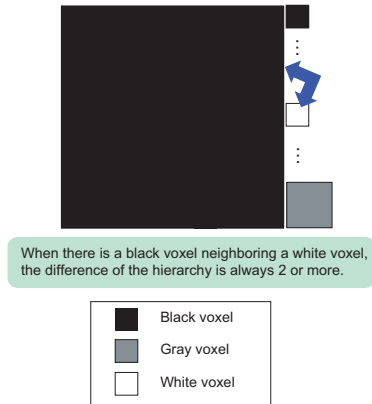 When there is a black voxel neighboring a white voxel,
the difference of the hierarchy is always 2 or more.
Black voxel
Gray voxel
White voxel